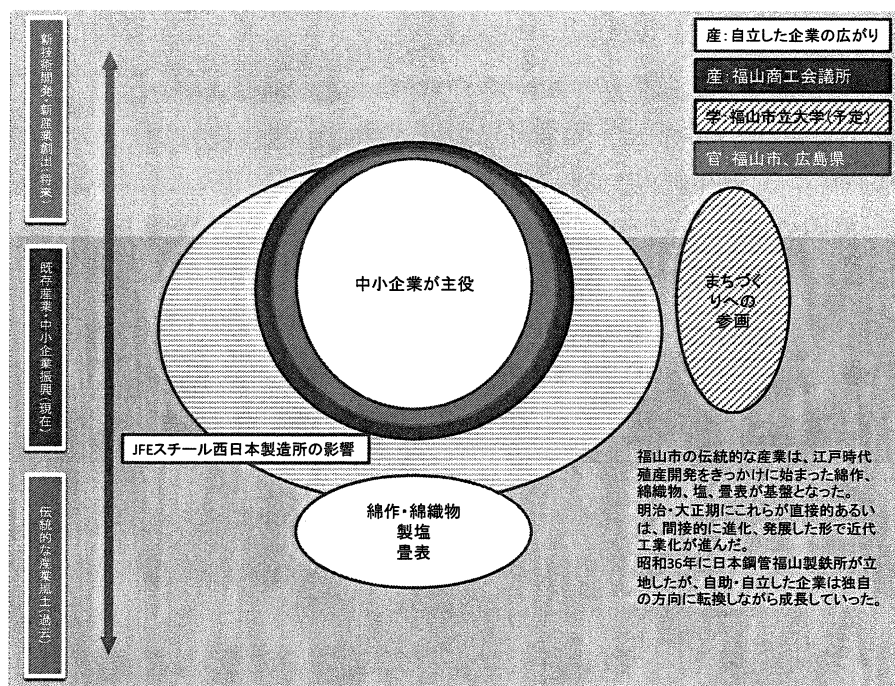 新技術開発・新産業創出（将来）
既存産業・中小企業振興（現在）
伝統的な産業風土（過去）
産：自立した企業の広がり
産：福山商工会議所
学：福山市立大学（予定）
官：福山市、広島県
中小企業が主役
まちづく
りへの
参画
JFEスチール西日本製造所の影響
綿作・綿織物
製塩
畳表
福山市の伝統的な産業は、江戸時代
殖産開発をきっかけに始まった綿作、
綿織物、塩、畳表が基盤となった。
明治・大正期にこれらが直接的あるい
は、間接的に進化、発展した形で近代
工業化が進んだ。
昭和36年に日本鋼管福山製鉄所が立
地したが、自助・自立した企業は独自
の方向に転換しながら成長していった。